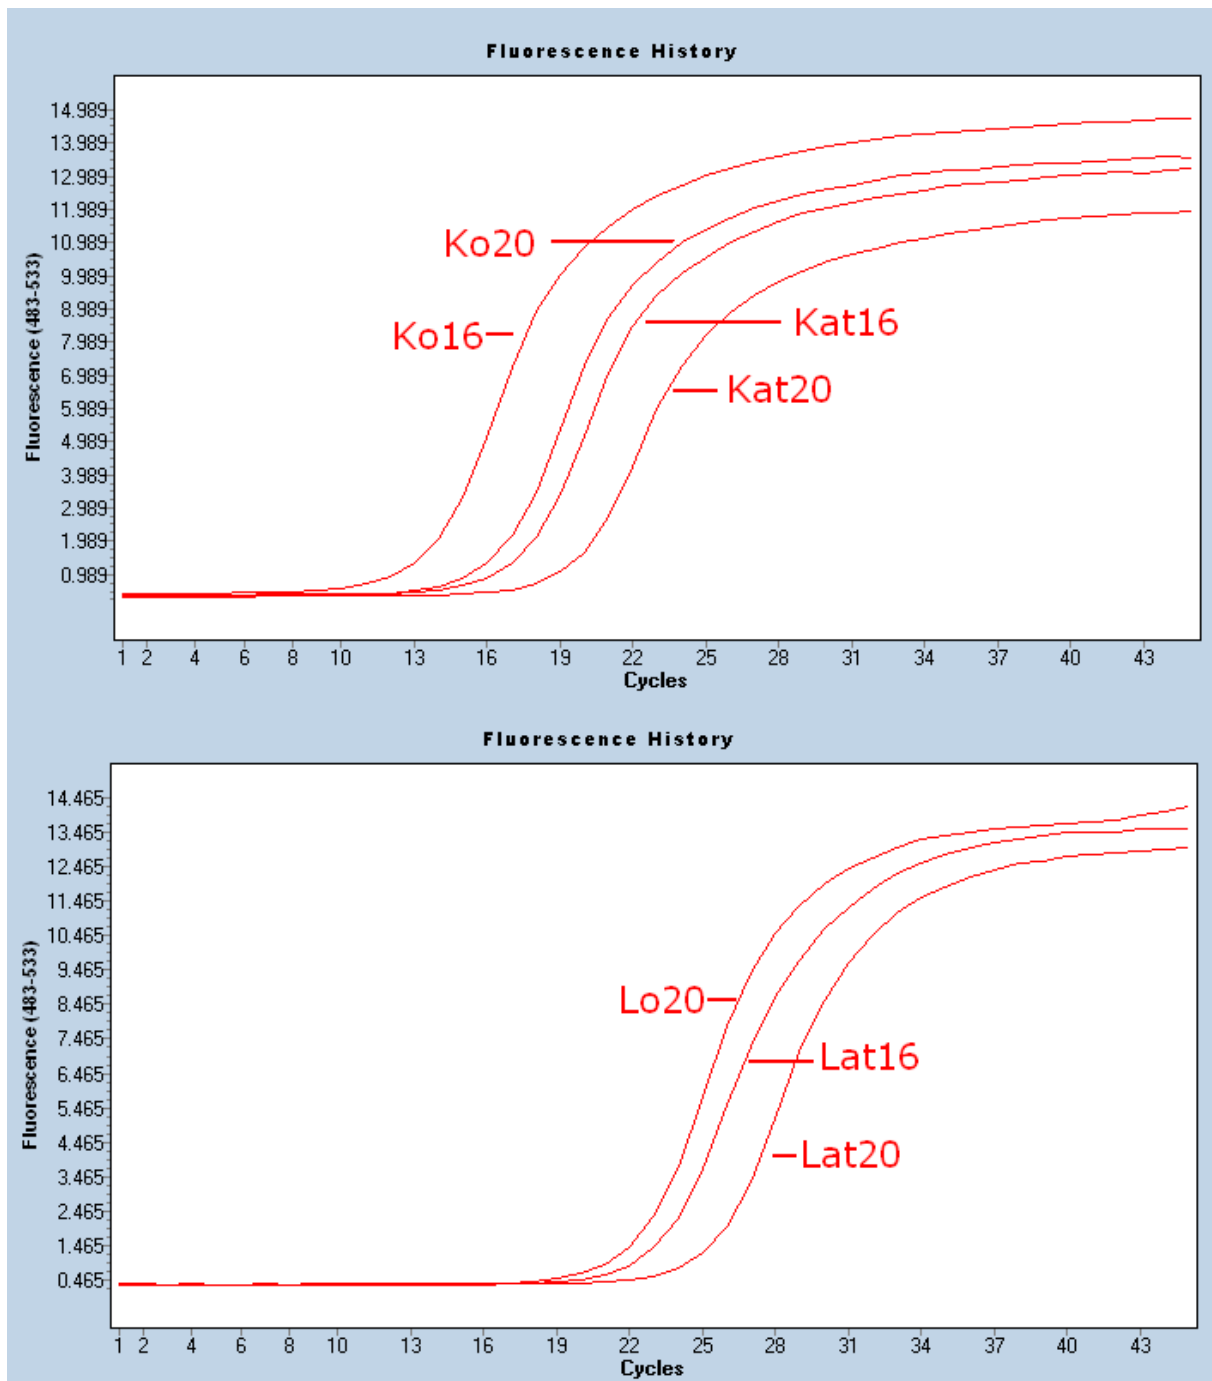 Fluorescence History
Fluorescence (483-533)
14.989
13.989
12.989
11.989
10.989
9.989
8.989
7.989
6.989
5.989
4.989
3.989
2.989
1.989
0.989
Ko20
Ko16
Kat16
Kat20
1 2 4 6 8 10 13 16 19 22 25 28 31 34 37 40 43
Cycles
Fluorescence History
Fluorescence (483-533)
14.465
13.465
12.465
11.465
10.465
9.465
8.465
7.465
6.465
5.465
4.465
3.465
2.465
1.465
0.465
Lo20
Lat16
Lat20
1 2 4 6 8 10 13 16 19 22 25 28 31 34 37 40 43
Cycles